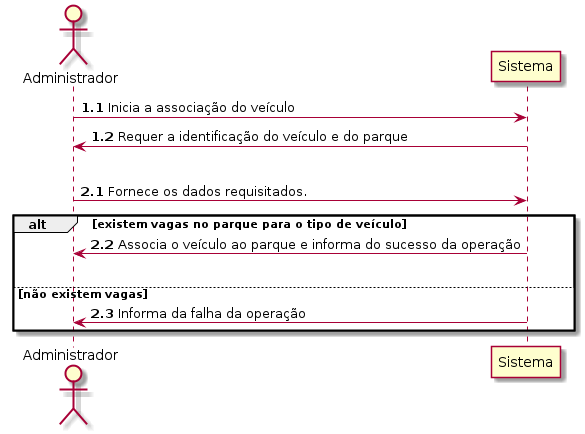 Administrador
Sistema
1.1 Inicia a associação do veículo
1.2 Requer a identificação do veículo e do parque
2.1 Fornece os dados requisitados.
alt [existem vagas no parque para o tipo de veículo]
2.2 Associa o veículo ao parque e informa do sucesso da operação
[não existem vagas]
2.3 Informa da falha da operação
Administrador
Sistema